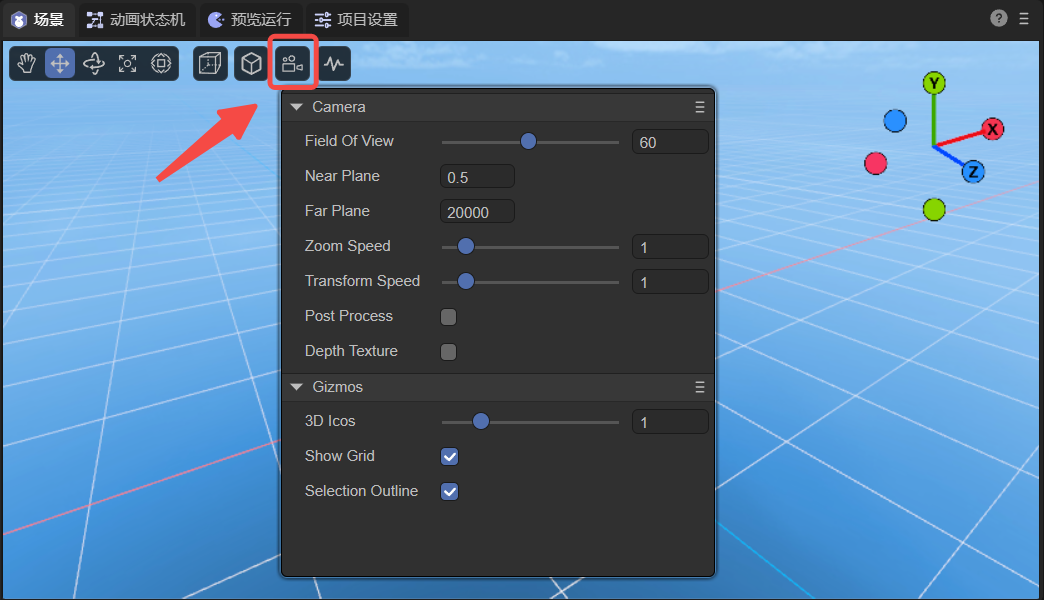 场景 动画状态机 预览运行 项目设置 ?
Y
X
Z
Camera
Field Of View 60
Near Plane 0.5
Far Plane 20000
Zoom Speed 1
Transform Speed 1
Post Process
Depth Texture
Gizmos
3D Icos 1
Show Grid
Selection Outline